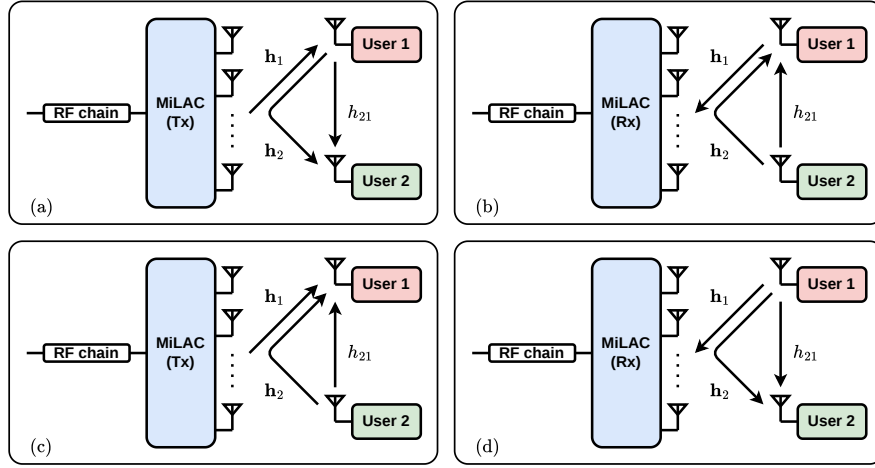 h₁
User 1
RF chain
MiLAC
(Tx)
h₂₁
h₂
User 2
(a)
h₁
User 1
RF chain
MiLAC
(Rx)
h₂₁
h₂
User 2
(b)
h₁
User 1
RF chain
MiLAC
(Tx)
h₂₁
h₂
User 2
(c)
h₁
User 1
RF chain
MiLAC
(Rx)
h₂₁
h₂
User 2
(d)